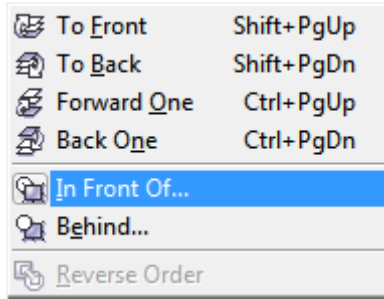 To Front Shift+PgUp
To Back Shift+PgDn
Forward One Ctrl+PgUp
Back One Ctrl+PgDn
In Front Of...
Behind...
Reverse Order